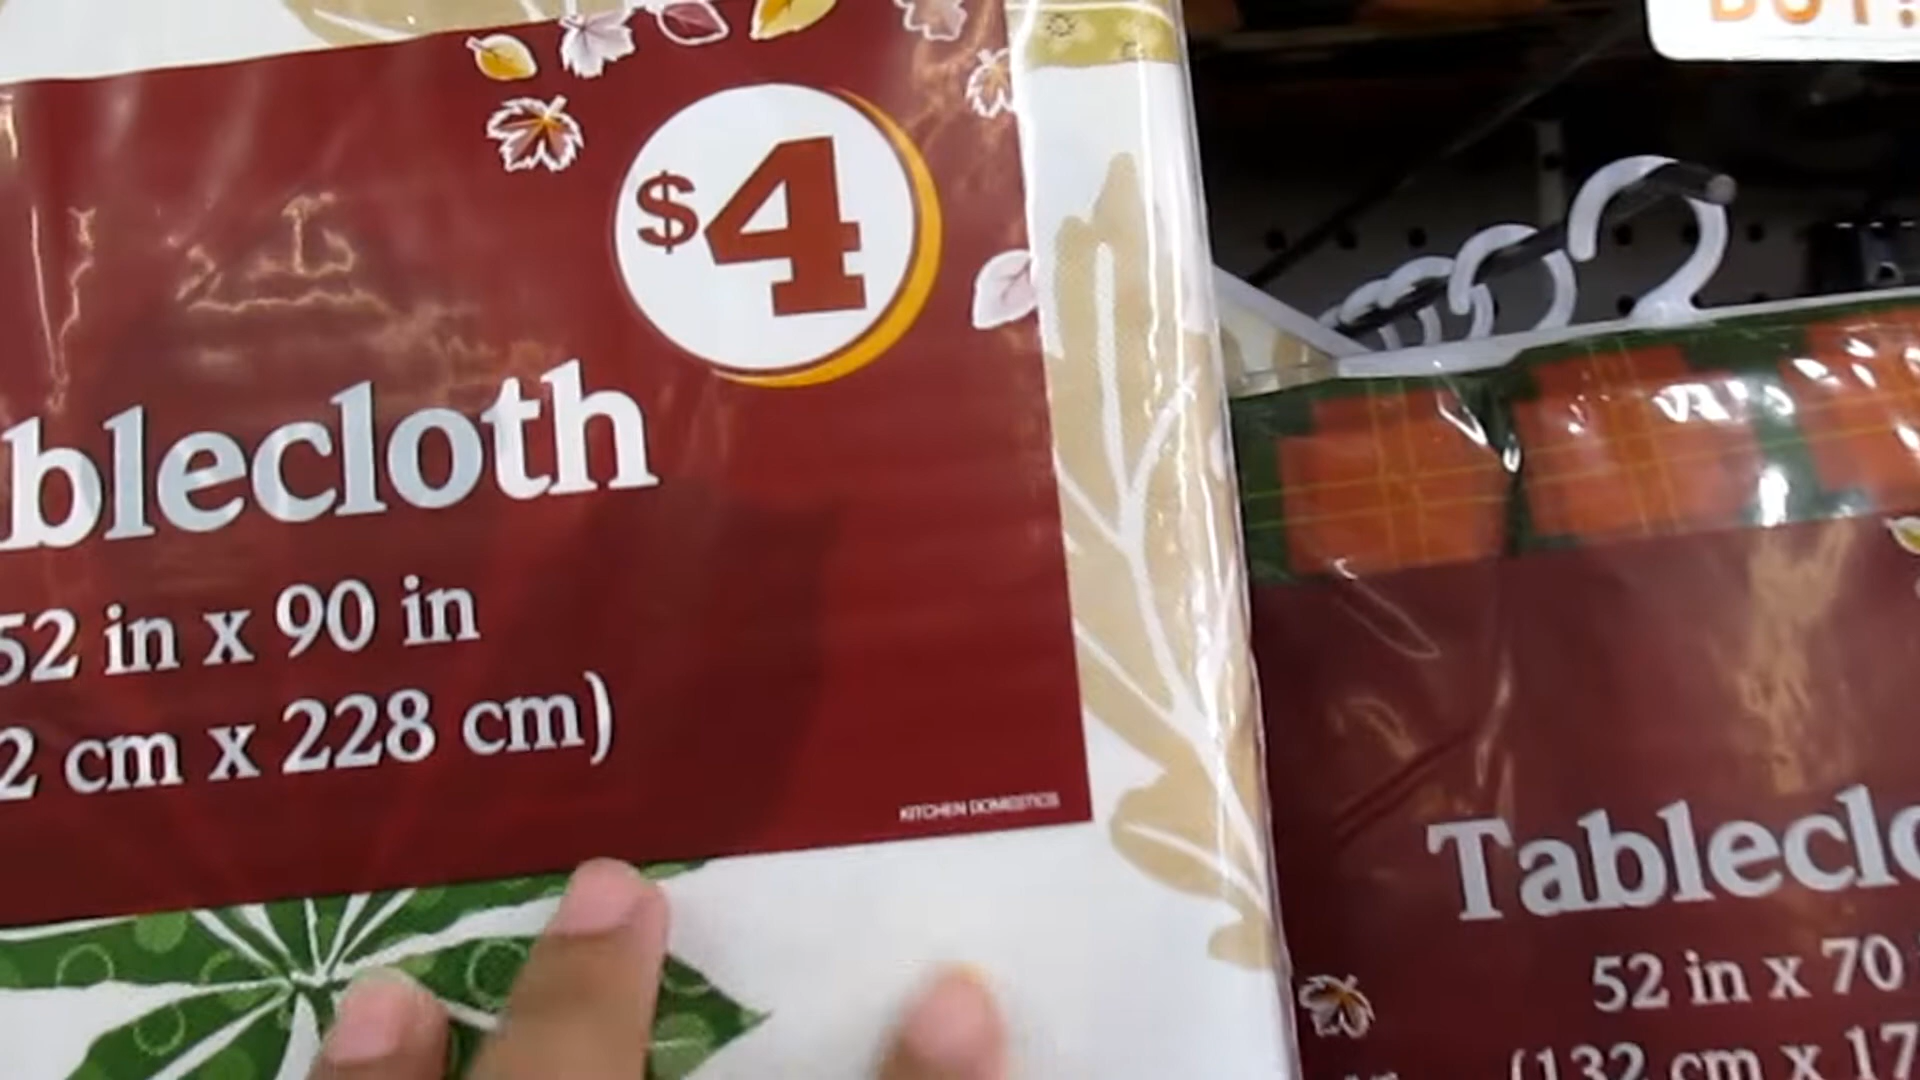 $4
blecloth
52 in x 90 in
2 cm x 228 cm)
KITCHEN DOMESTICS
Tableclo
52 in x 70
(132 cm x 17